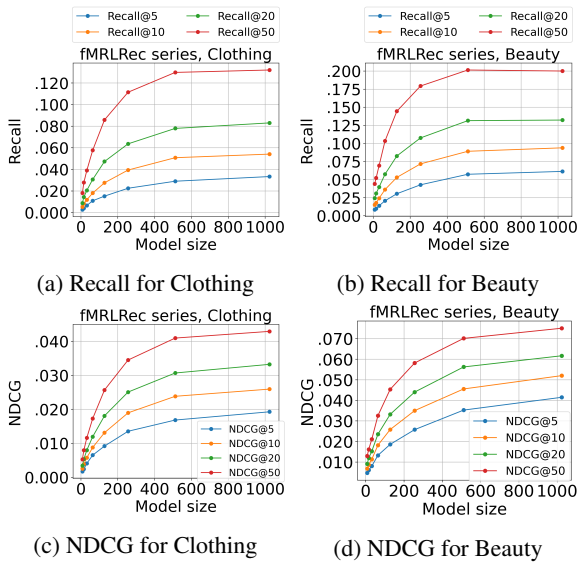 Recall@5 Recall@20
Recall@10 Recall@50
fMRLRec series, Clothing
Recall
.120
.100
.080
.060
.040
.020
0.000
0 200 400 600 800 1000
Model size
(a) Recall for Clothing
Recall@5 Recall@20
Recall@10 Recall@50
fMRLRec series, Beauty
Recall
.200
.175
.150
.125
.100
.075
.050
.025
0.000
0 200 400 600 800 1000
Model size
(b) Recall for Beauty
fMRLRec series, Clothing
NDCG
.040
.030
.020
.010
0.000
NDCG@5
NDCG@10
NDCG@20
NDCG@50
0 200 400 600 800 1000
Model size
(c) NDCG for Clothing
fMRLRec series, Beauty
NDCG
.070
.060
.050
.040
.030
.020
.010
NDCG@5
NDCG@10
NDCG@20
NDCG@50
0 200 400 600 800 1000
Model size
(d) NDCG for Beauty